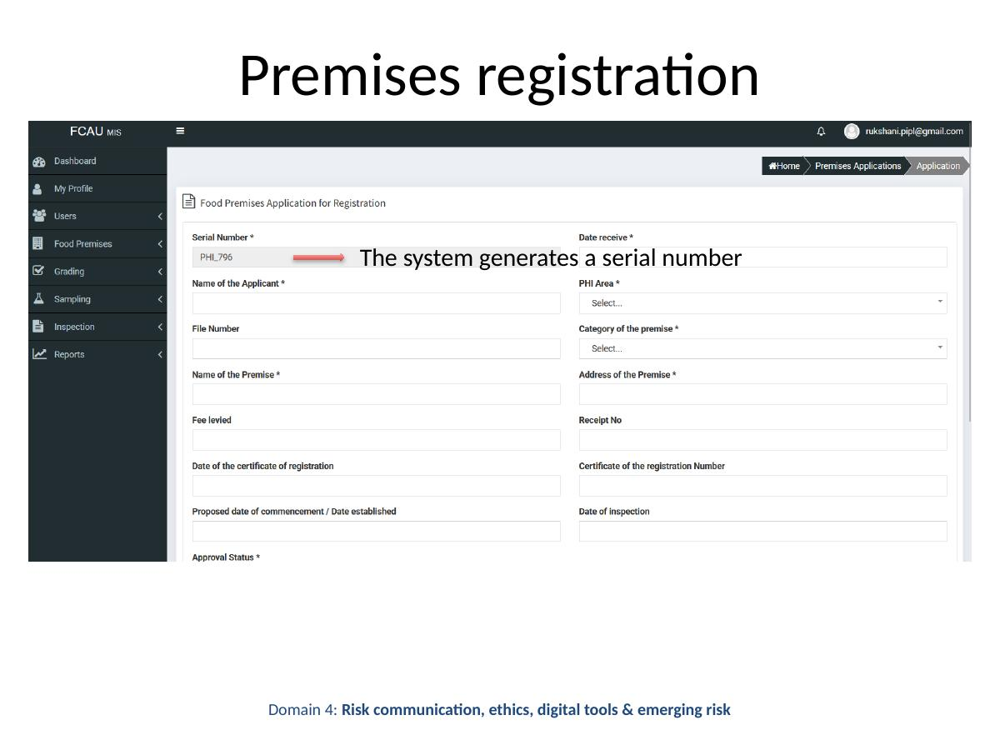 Premises registration
FCAU MIS
rukshani.pipl@gmail.com
Dashboard
My Profile
Users
Food Premises
Grading
Sampling
Inspection
Reports
Home Premises Applications Application
Food Premises Application for Registration
Serial Number * Date receive *
PHI_796 The system generates a serial number
Name of the Applicant * PHI Area *
Select...
File Number Category of the premise *
Select...
Name of the Premise * Address of the Premise *
Fee levied Receipt No
Date of the certificate of registration Certificate of the registration Number
Proposed date of commencement / Date established Date of inspection
Approval Status *
Domain 4: Risk communication, ethics, digital tools & emerging risk